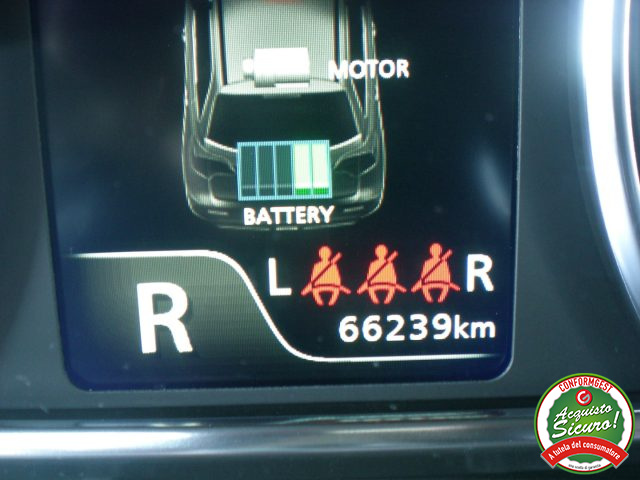 MOTOR
BATTERY
L R
R
66239km
CONFORMGEST
Acquisto
Sicuro!
A tutela del consumatore